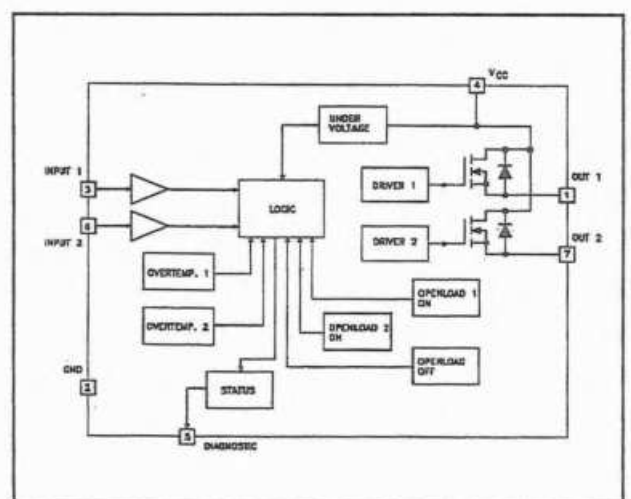 VCC
4
UNDER
VOLTAGE
INPUT 1
3
OUT 1
DRIVER 1
1
LOGIC
6
INPUT 2
DRIVER 2
OUT 2
7
OVERTEMP. 1
OPENLOAD 1
ON
OVERTEMP. 2
OPENLOAD 2
ON
GND
OPENLOAD
OFF
STATUS
5
DIAGNOSTIC